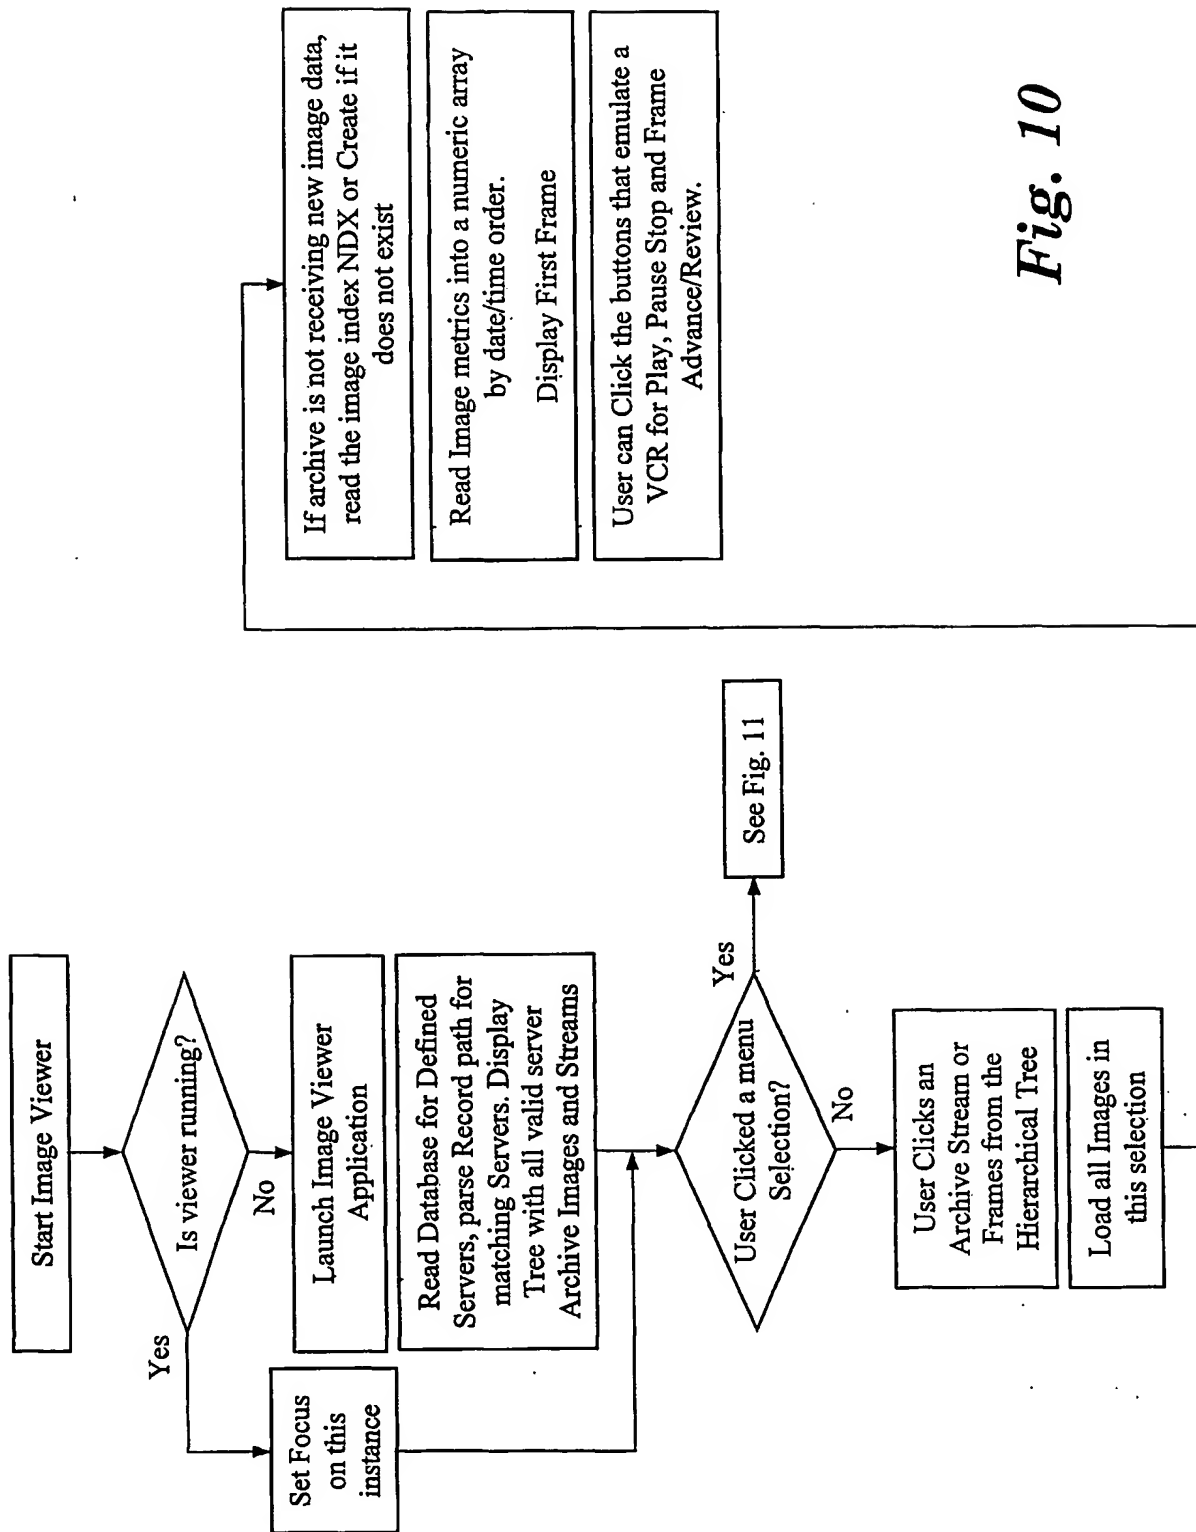 Start Image Viewer
Is viewer running?
Yes
No
Set Focus
on this
instance
Launch Image Viewer
Application
Read Database for Defined
Servers, parse Record path for
matching Servers. Display
Tree with all valid server
Archive Images and Streams
User Clicked a menu
Selection?
Yes
See Fig. 11
No
User Clicks an
Archive Stream or
Frames from the
Hierarchical Tree
Load all Images in
this selection
If archive is not receiving new image data,
read the image index NDX or Create if it
does not exist
Read Image metrics into a numeric array
by date/time order.
Display First Frame
User can Click the buttons that emulate a
VCR for Play, Pause Stop and Frame
Advance/Review.
Fig. 10